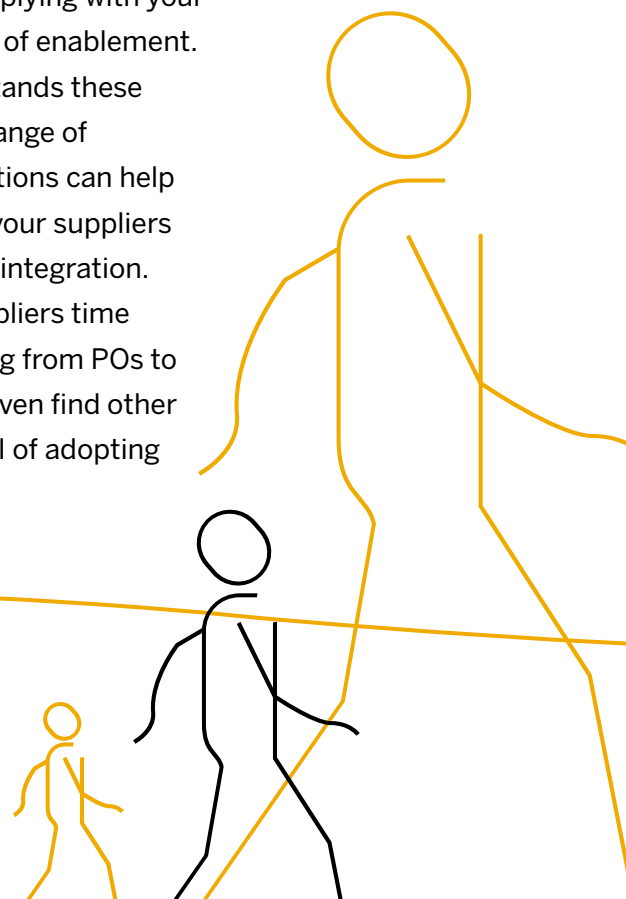 plying with your
of enablement.
tands these
ange of
tions can help
your suppliers
integration.
pliers time
g from POs to
ven find other
l of adopting